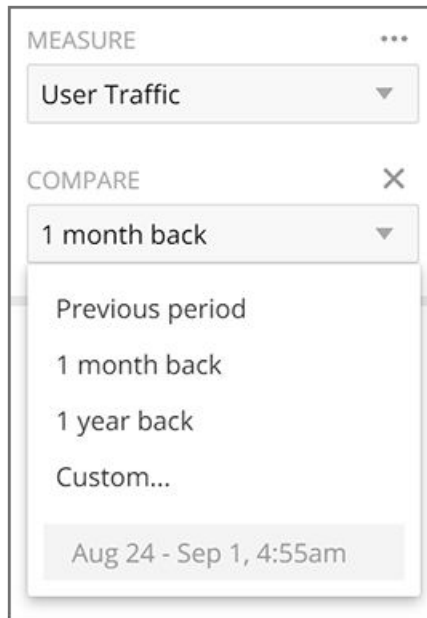 MEASURE
User Traffic
COMPARE
1 month back
Previous period
1 month back
1 year back
Custom...
Aug 24 - Sep 1, 4:55am